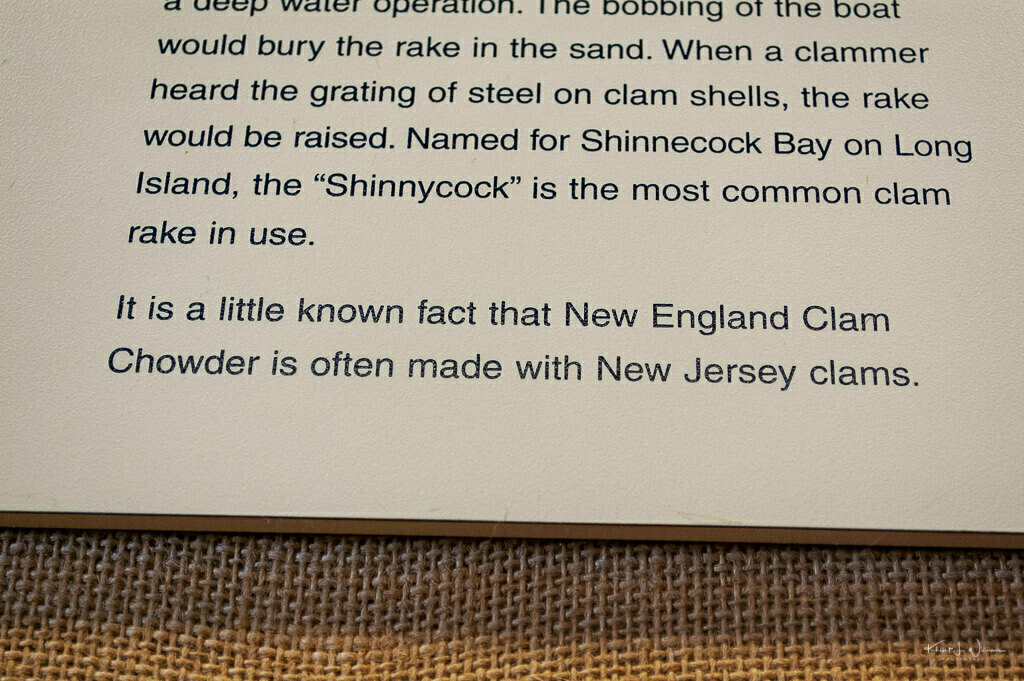 a deep water operation. The bobbing of the boat
would bury the rake in the sand. When a clammer
heard the grating of steel on clam shells, the rake
would be raised. Named for Shinnecock Bay on Long
Island, the “Shinnycock” is the most common clam
rake in use.
It is a little known fact that New England Clam
Chowder is often made with New Jersey clams.